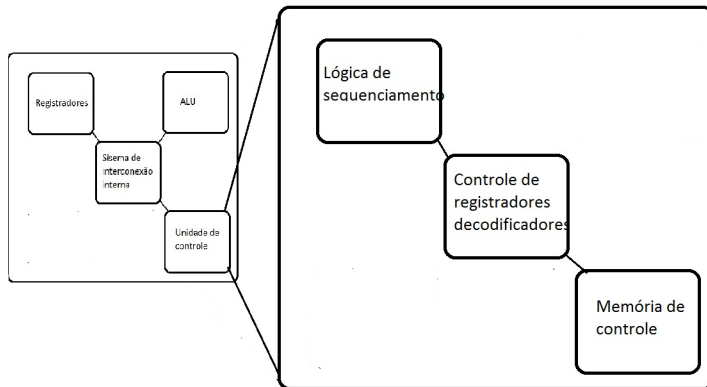 Registradores
ALU
Sisema de
interconexão
interna
Unidade de
controle
Lógica de
sequenciamento
Controle de
registradores
decodificadores
Memória de
controle